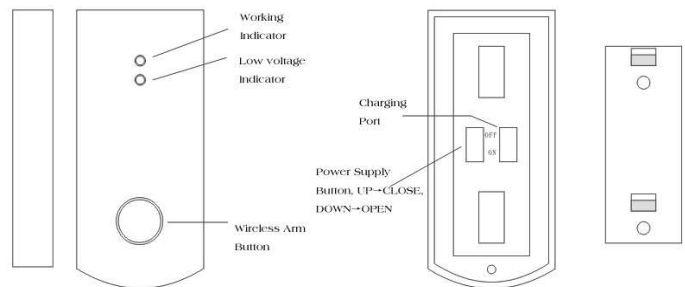 Working
Indicator
Low voltage
Indicator
Wireless Arm
Button
Charging
Port
OFF
ON
Power Supply
Button, UP→CLOSE,
DOWN→OPEN